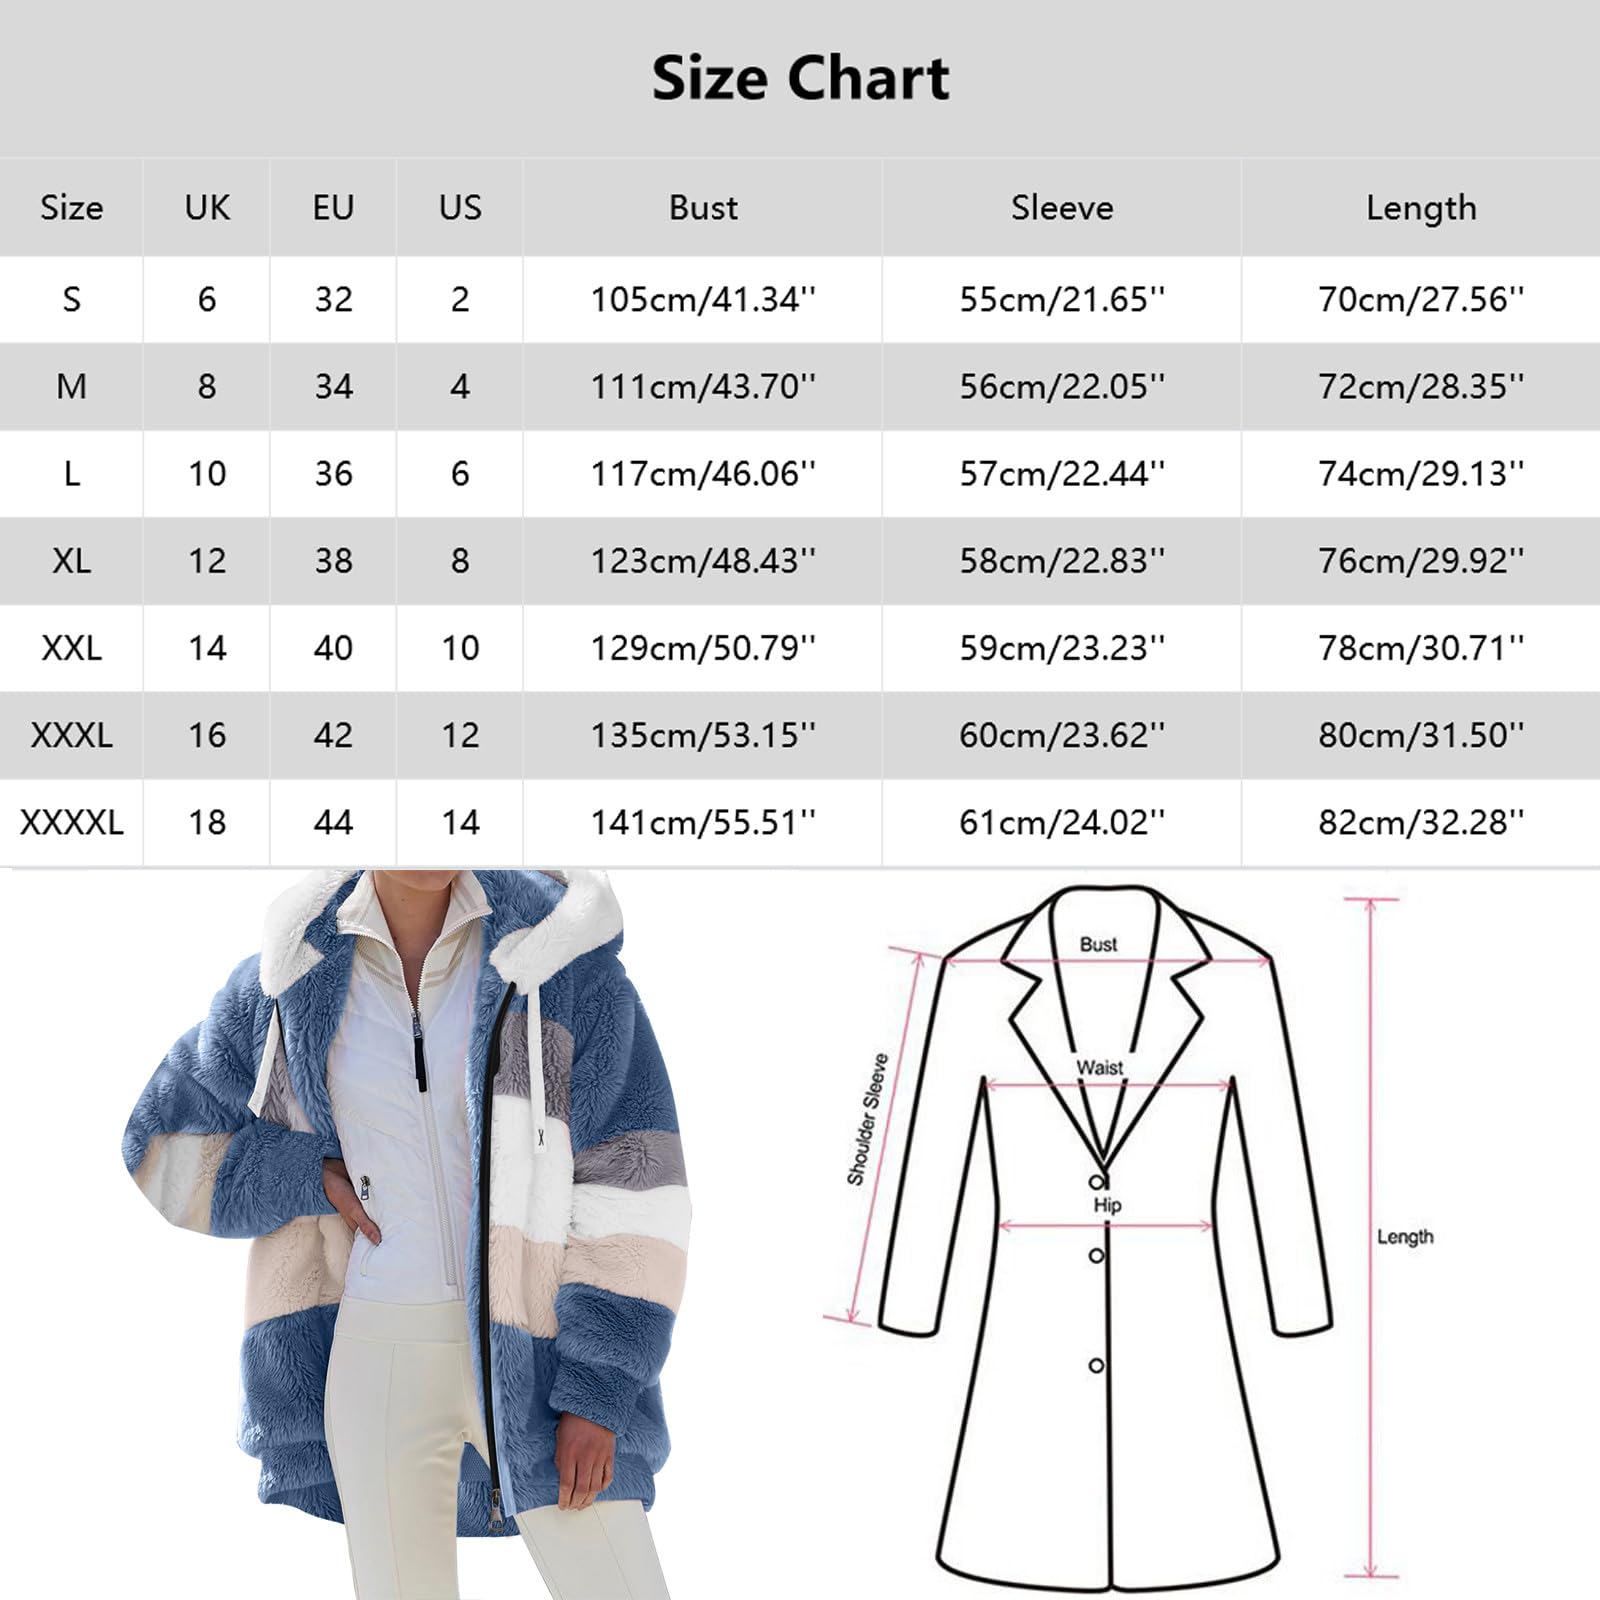 Size Chart
Size UK EU US Bust Sleeve Length
S 6 32 2 105cm/41.34'' 55cm/21.65'' 70cm/27.56''
M 8 34 4 111cm/43.70'' 56cm/22.05'' 72cm/28.35''
L 10 36 6 117cm/46.06'' 57cm/22.44'' 74cm/29.13''
XL 12 38 8 123cm/48.43'' 58cm/22.83'' 76cm/29.92''
XXL 14 40 10 129cm/50.79'' 59cm/23.23'' 78cm/30.71''
XXXL 16 42 12 135cm/53.15'' 60cm/23.62'' 80cm/31.50''
XXXXL 18 44 14 141cm/55.51'' 61cm/24.02'' 82cm/32.28''
Bust
Waist
Shoulder Sleeve
Hip
Length